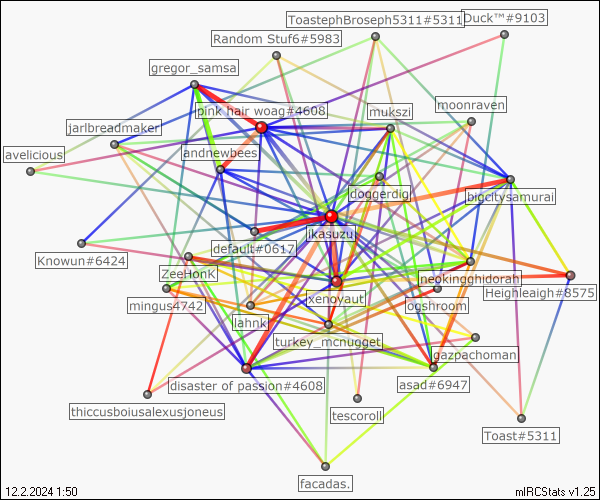 ToastephBroseph5311#5311
Duck™#9103
Random Stuf6#5983
gregor_samsa
pink hair woag#4608
mukszi
moonraven
jarlbreadmaker
avelicious
andnewbees
doggerdig
bigcitysamurai
jkasuzu
default#0617
Knowun#6424
ZeeHonK
neokingghidorah
xenoyaut
Heighleaigh#8575
mingus4742
lahnk
ogshroom
turkey_mcnugget
gazpachoman
disaster of passion#4608
asad#6947
thiccusboiusalexusjoneus
tescoroll
Toast#5311
facadas.
12.2.2024 1:50
mIRCStats v1.25